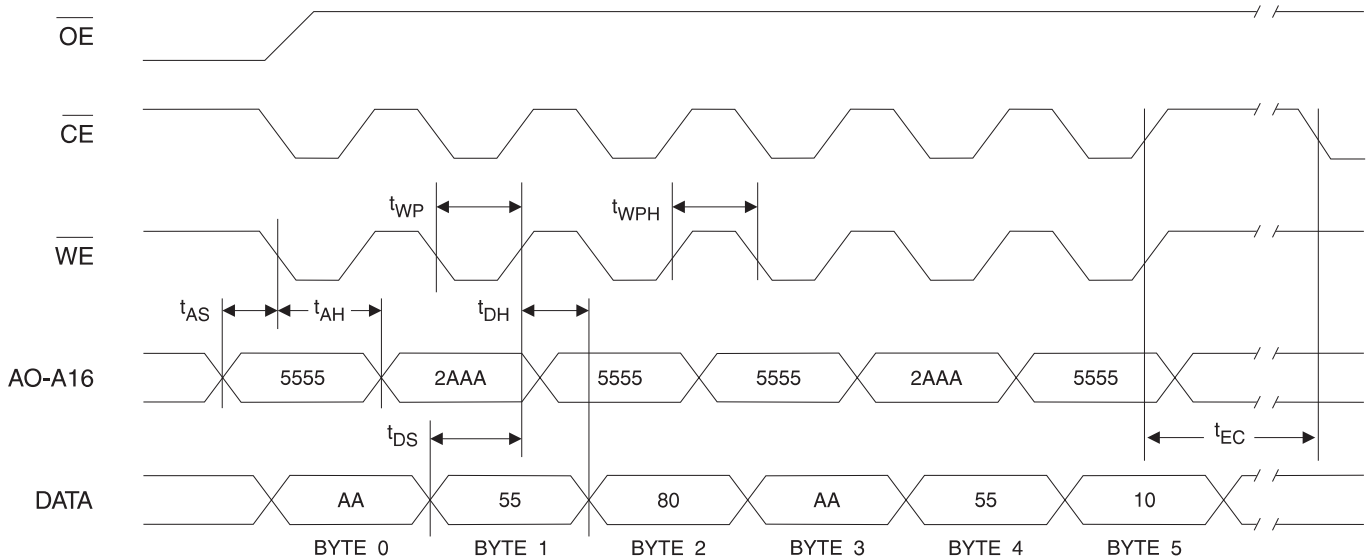 OE
CE
tWP
tWPH
WE
tAS
tAH
tDH
AO-A16
5555
2AAA
5555
5555
2AAA
5555
tDS
tEC
DATA
AA
55
80
AA
55
10
BYTE 0
BYTE 1
BYTE 2
BYTE 3
BYTE 4
BYTE 5